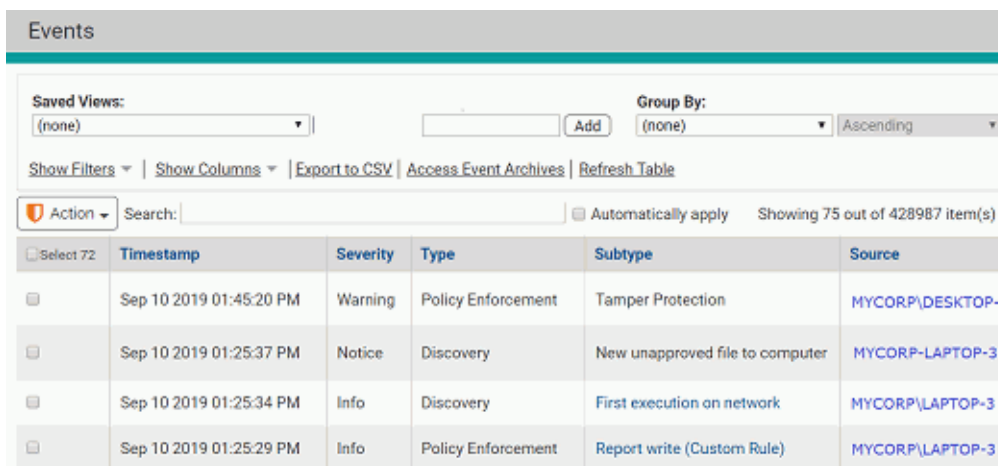 Events
Saved Views: Group By:
(none) Add (none) Ascending
Show Filters | Show Columns | Export to CSV | Access Event Archives | Refresh Table
Action Search: Automatically apply Showing 75 out of 428987 item(s)
Select 72 Timestamp Severity Type Subtype Source
Sep 10 2019 01:45:20 PM Warning Policy Enforcement Tamper Protection MYCORP\DESKTOP-
Sep 10 2019 01:25:37 PM Notice Discovery New unapproved file to computer MYCORP-LAPTOP-3
Sep 10 2019 01:25:34 PM Info Discovery First execution on network MYCORP\LAPTOP-3
Sep 10 2019 01:25:29 PM Info Policy Enforcement Report write (Custom Rule) MYCORP\LAPTOP-3